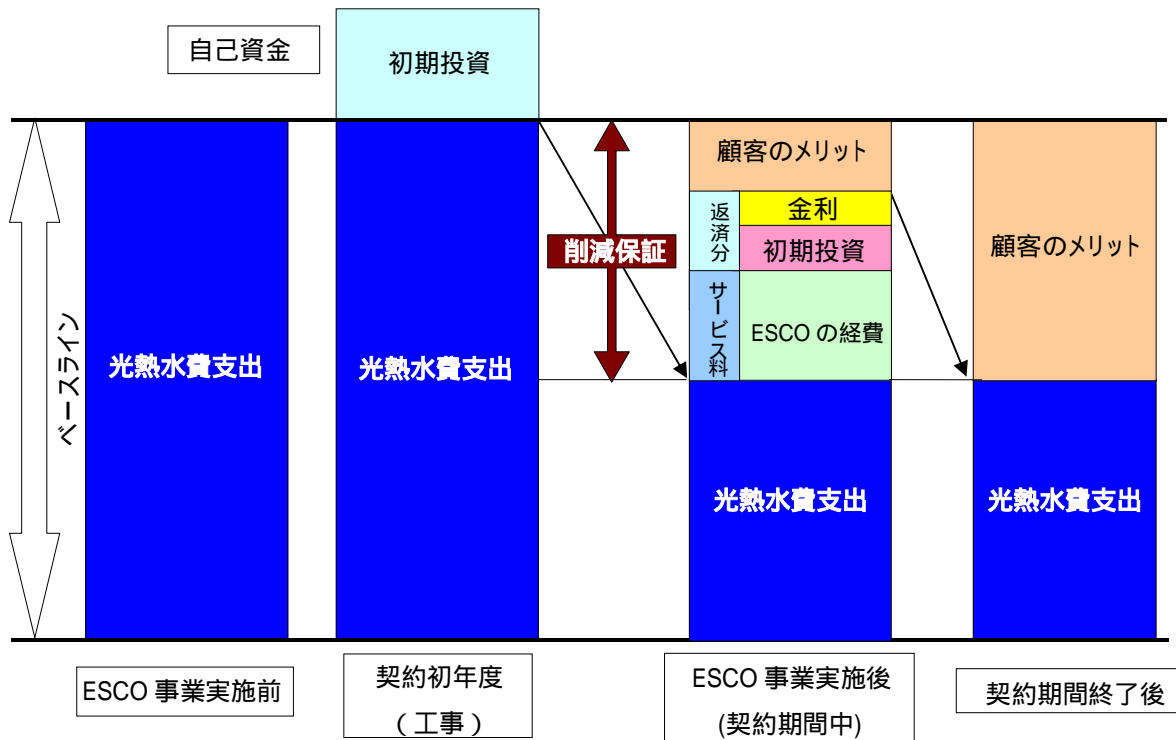 自己資金
初期投資
ベースライン
光熱水費支出
光熱水費支出
削減保証
顧客のメリット
返済分
金利
初期投資
サービス料
ESCO の経費
光熱水費支出
顧客のメリット
光熱水費支出
ESCO 事業実施前
契約初年度
（工事）
ESCO 事業実施後
(契約期間中)
契約期間終了後